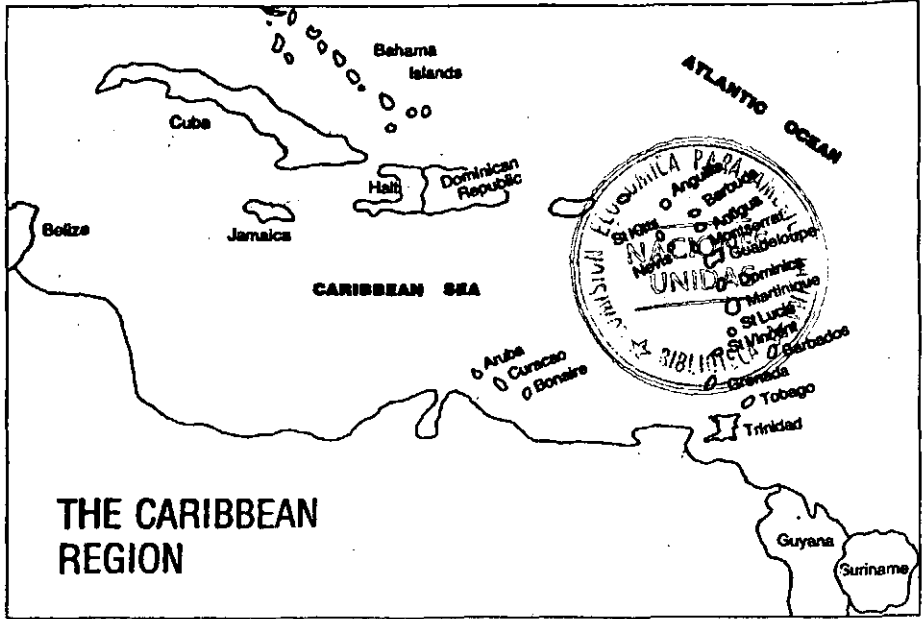 Bahama
Islands
ATLANTIC OCEAN
Cuba
Haiti
Dominican
Republic
Belize
Jamaica
Anguilla
Barbuda
St Kitts
Antigua
Nevis
Montserrat
Guadeloupe
CARIBBEAN SEA
Dominica
Martinique
St Lucia
St Vincent
Barbados
Aruba
Curacao
Bonaire
Grenada
Tobago
Trinidad
THE CARIBBEAN
REGION
Guyana
Suriname
NACIONES
UNIDAS
BIBLIOTECA